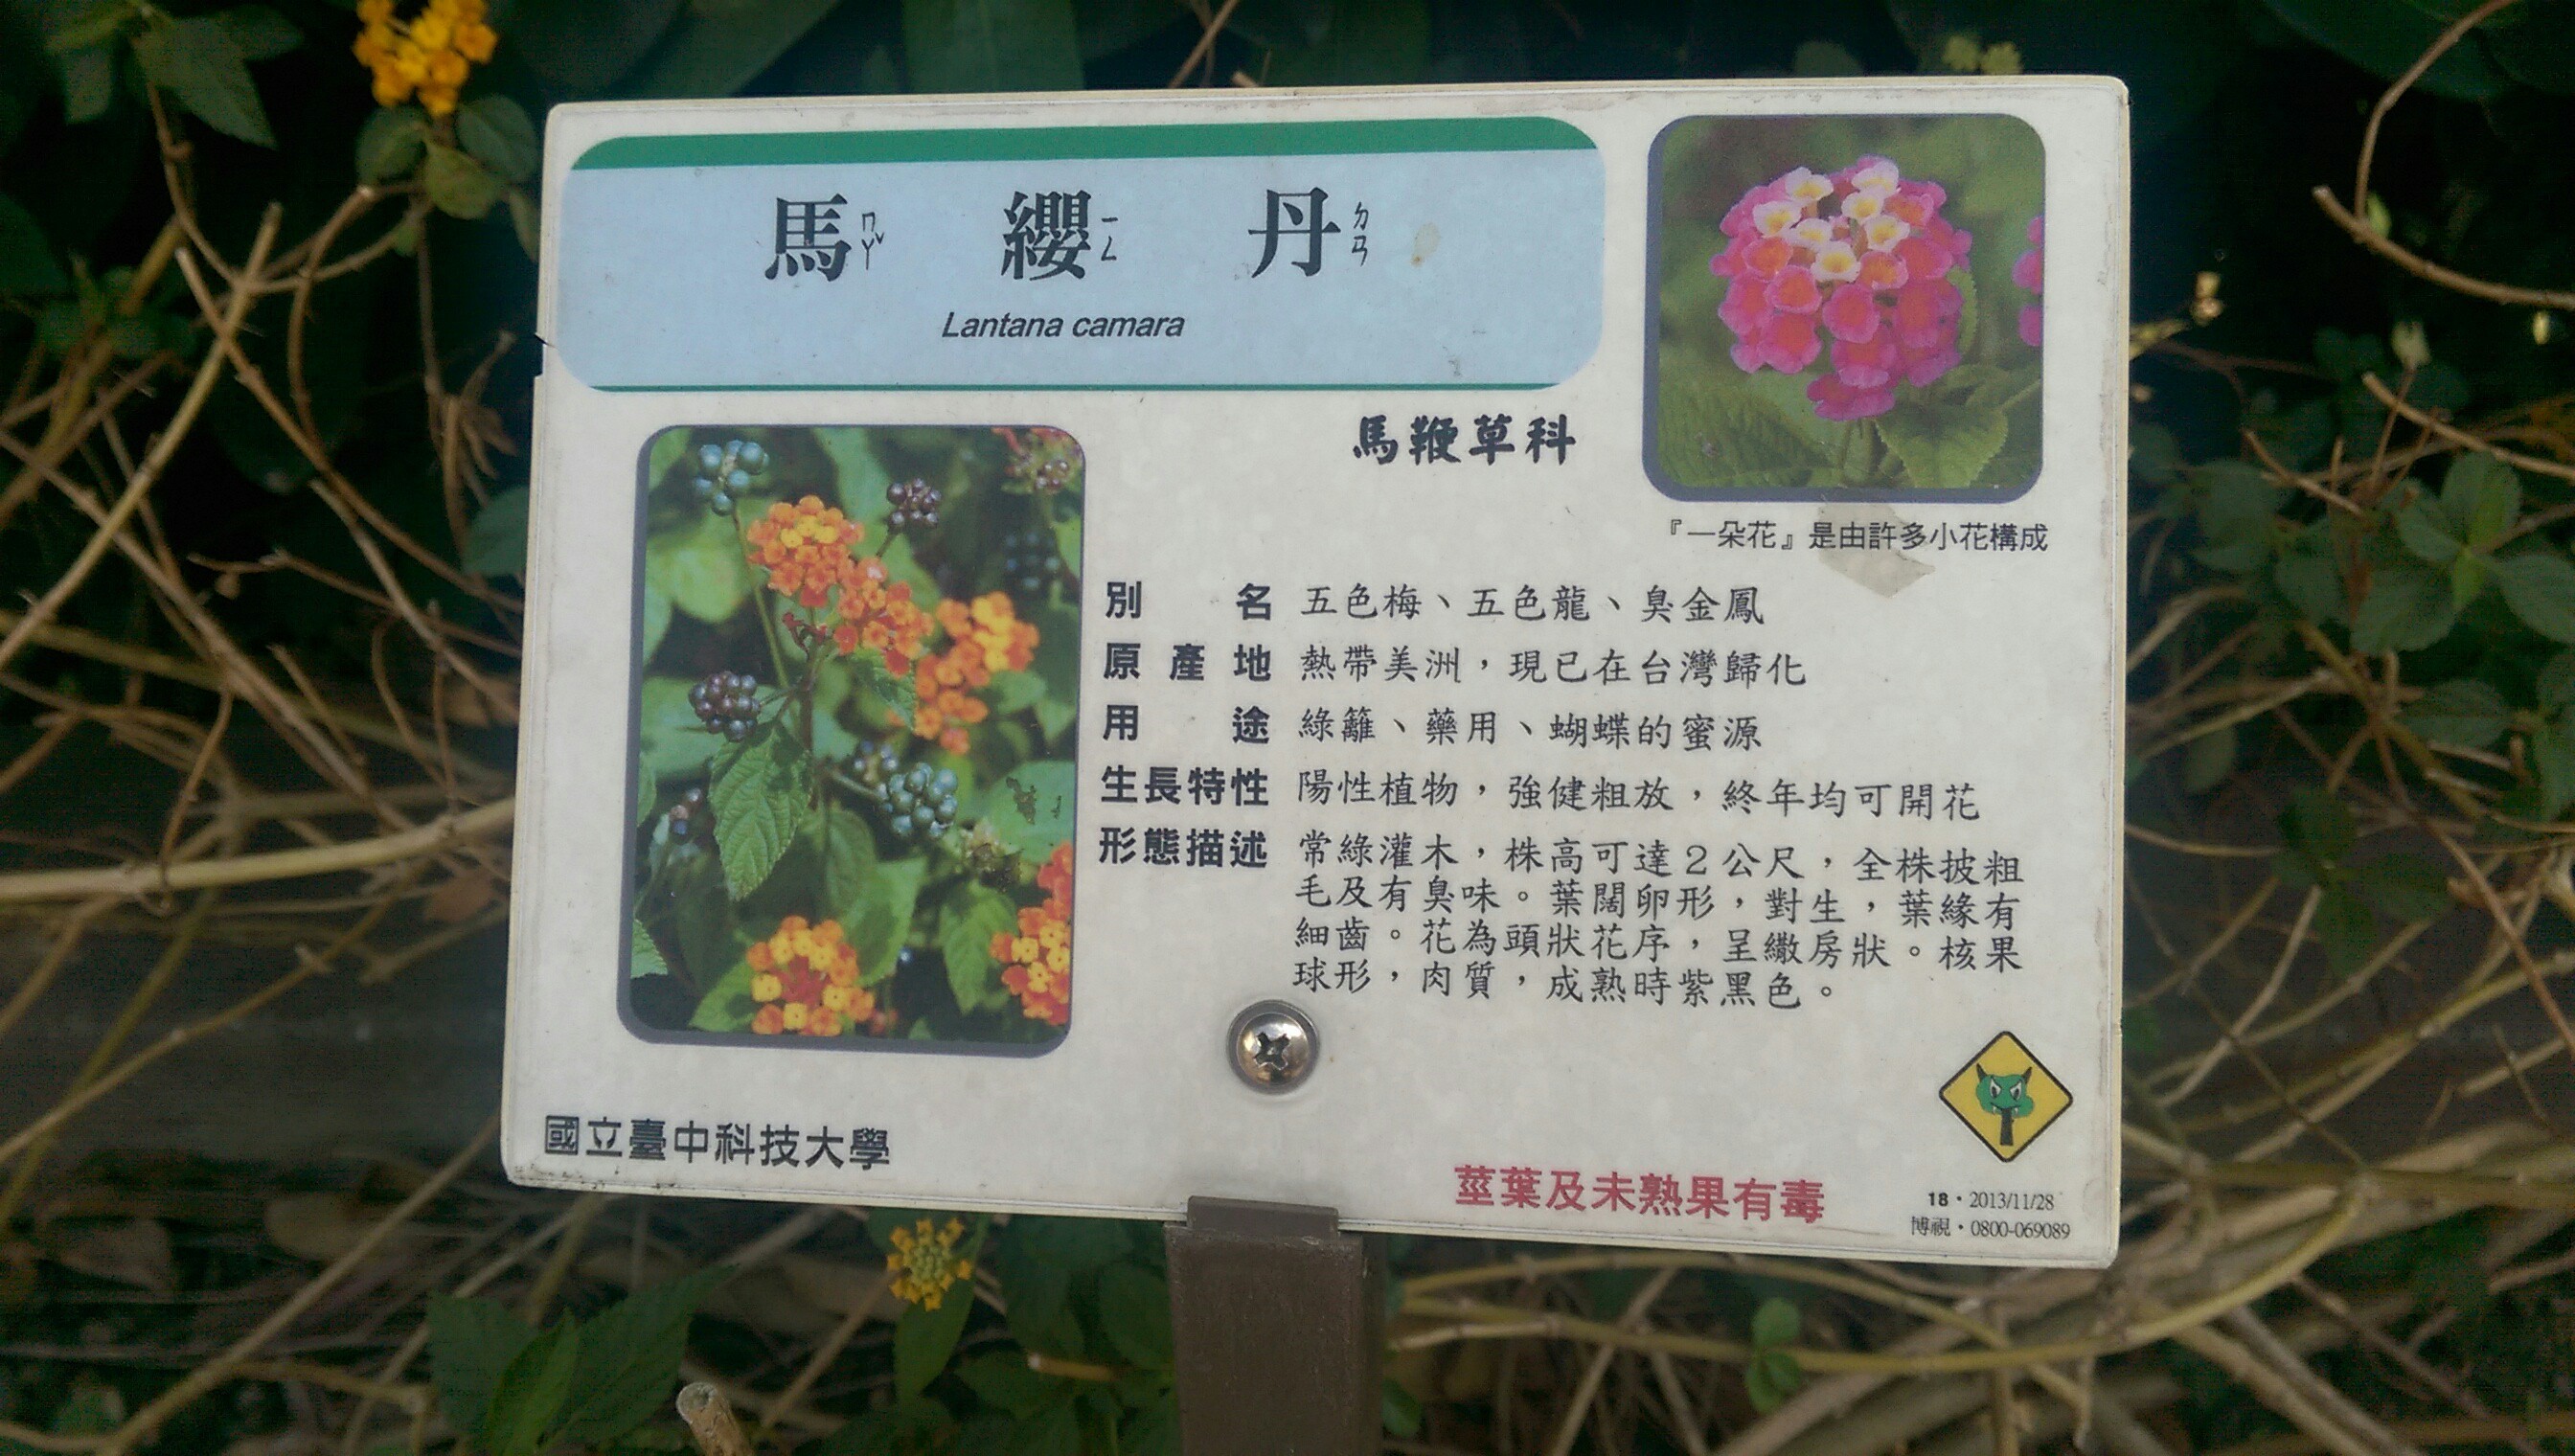 馬ㄇㄚˇ 纓ㄧㄥ 丹ㄉㄢ
Lantana camara
馬鞭草科
『一朵花』是由許多小花構成
別名 五色梅、五色龍、臭金鳳
原產地 熱帶美洲,現已在台灣歸化
用途 綠籬、藥用、蝴蝶的蜜源
生長特性 陽性植物,強健粗放,終年均可開花
形態描述 常綠灌木,株高可達2公尺,全株披粗
毛及有臭味。葉闊卵形,對生,葉緣有
細齒。花為頭狀花序,呈繖房狀。核果
球形,肉質,成熟時紫黑色。
國立臺中科技大學
莖葉及未熟果有毒
18・2013/11/28
博視・0800-069089